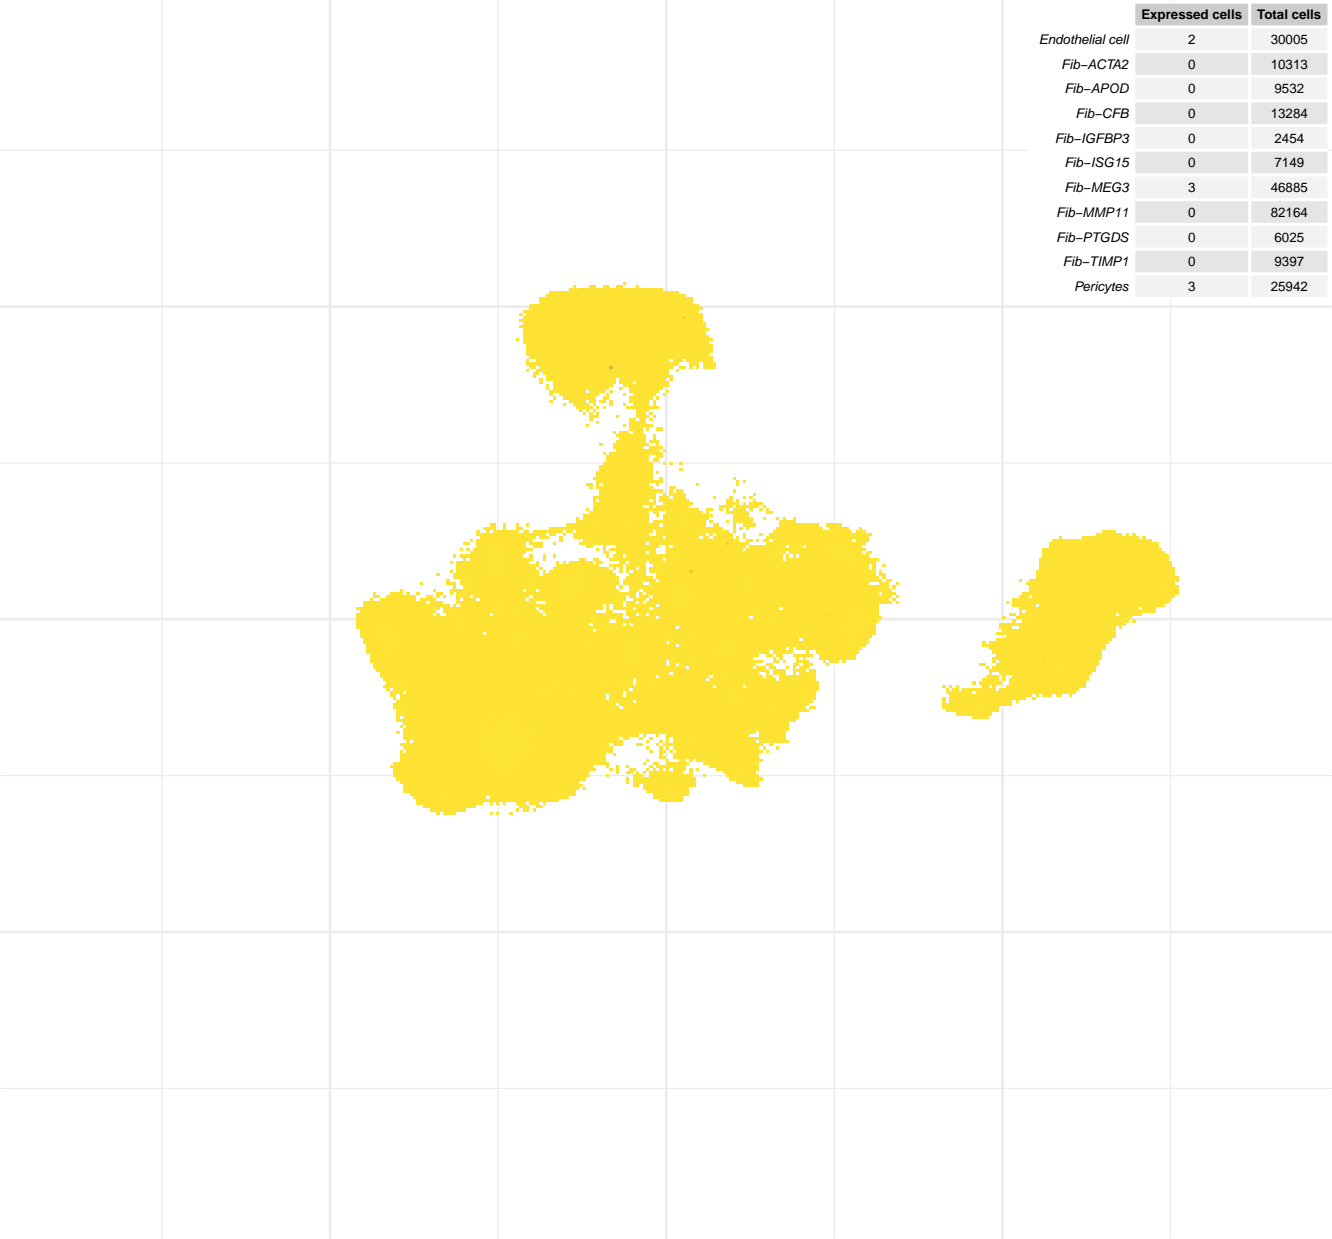 Expressed cells Total cells
Endothelial cell 2 30005
Fib−ACTA2 0 10313
Fib−APOD 0 9532
Fib−CFB 0 13284
Fib−IGFBP3 0 2454
Fib−ISG15 0 7149
Fib−MEG3 3 46885
Fib−MMP11 0 82164
Fib−PTGDS 0 6025
Fib−TIMP1 0 9397
Pericytes 3 25942